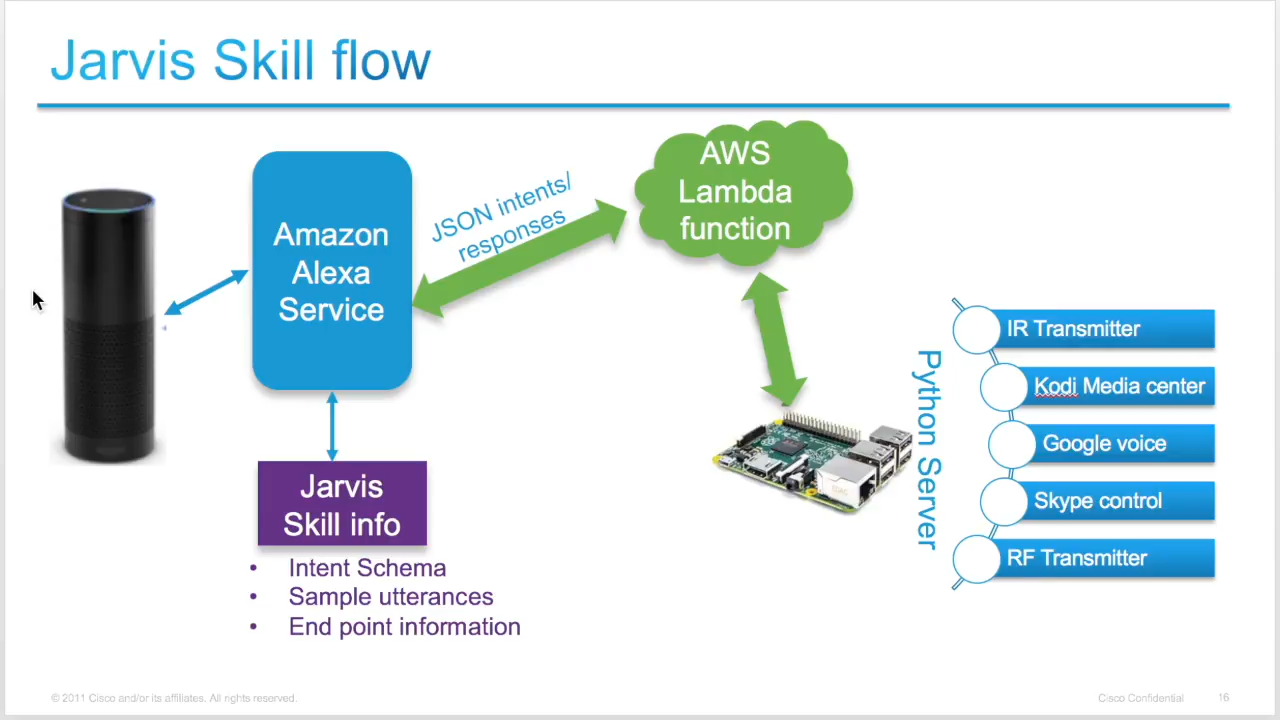 Jarvis Skill flow
Amazon
Alexa
Service
JSON intents/
responses
AWS
Lambda
function
Jarvis
Skill info
• Intent Schema
• Sample utterances
• End point information
Python Server
IR Transmitter
Kodi Media center
Google voice
Skype control
RF Transmitter
© 2011 Cisco and/or its affiliates. All rights reserved.
Cisco Confidential
16